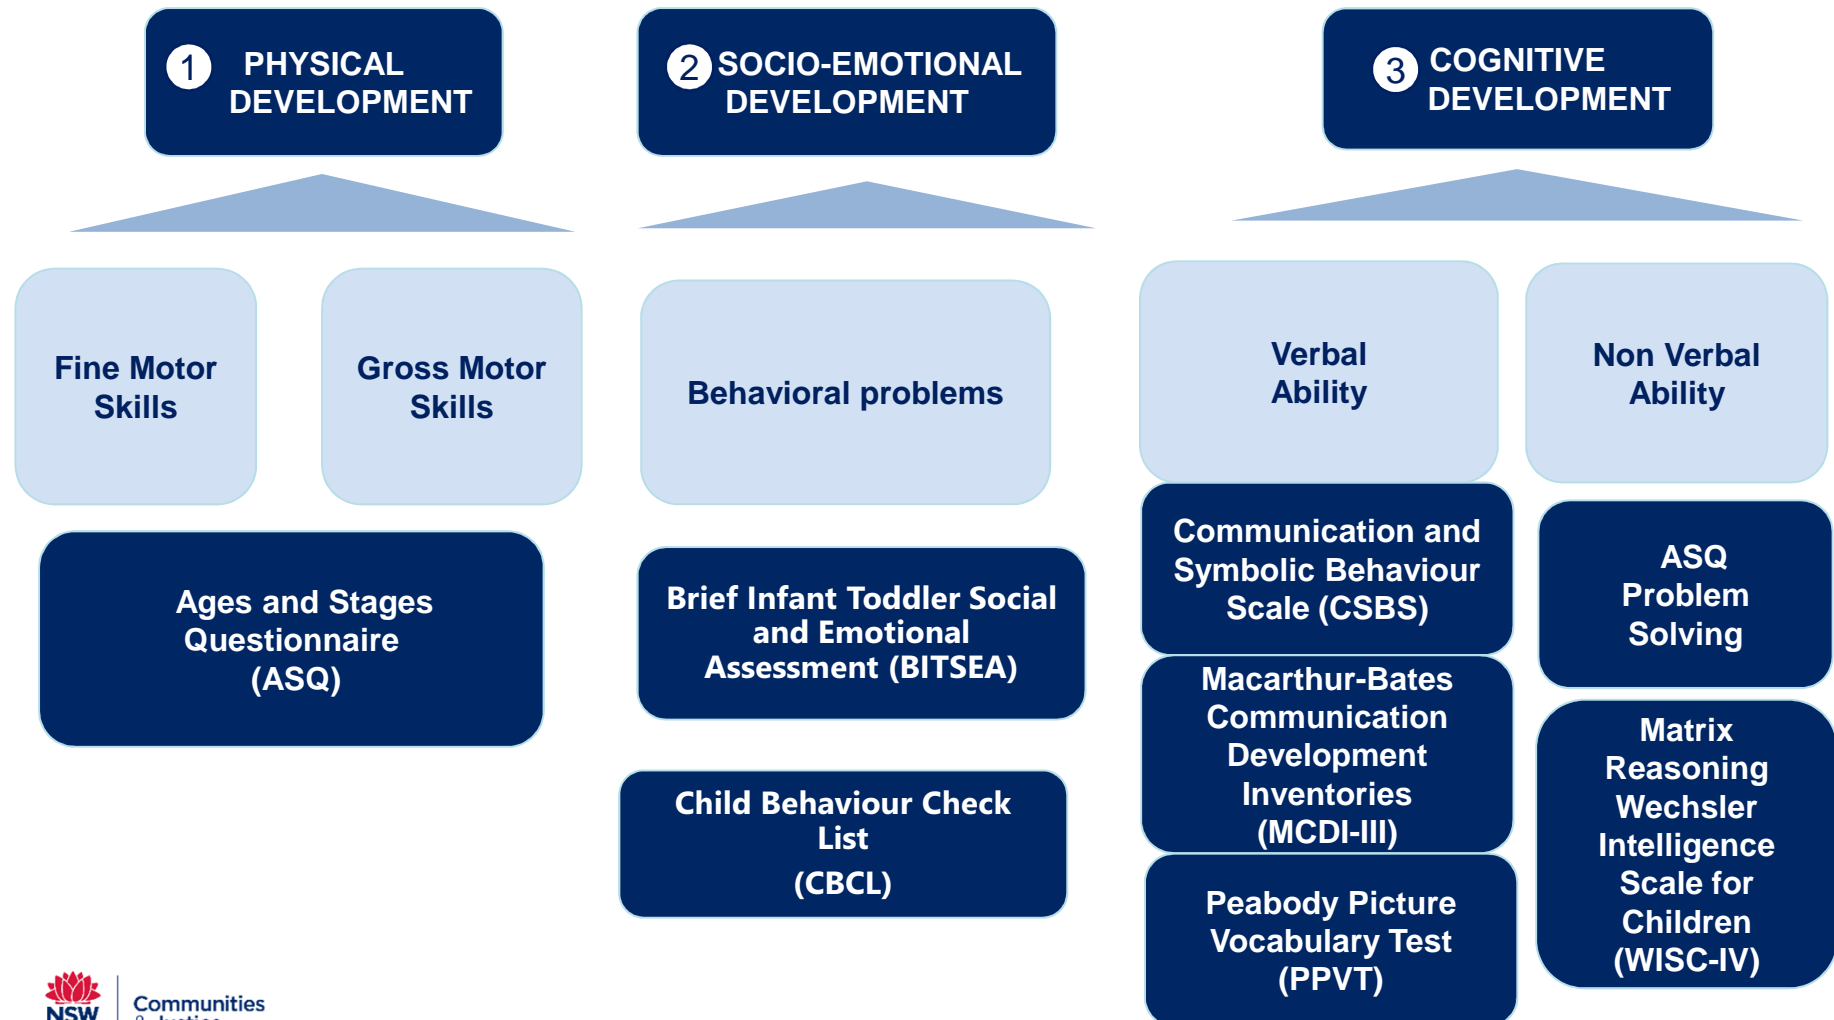 1 PHYSICAL
DEVELOPMENT
2 SOCIO-EMOTIONAL
DEVELOPMENT
3 COGNITIVE
DEVELOPMENT
Fine Motor
Skills
Gross Motor
Skills
Behavioral problems
Verbal
Ability
Non Verbal
Ability
Ages and Stages
Questionnaire
(ASQ)
Brief Infant Toddler Social
and Emotional
Assessment (BITSEA)
Child Behaviour Check
List
(CBCL)
Communication and
Symbolic Behaviour
Scale (CSBS)
Macarthur-Bates
Communication
Development
Inventories
(MCDI-III)
Peabody Picture
Vocabulary Test
(PPVT)
ASQ
Problem
Solving
Matrix
Reasoning
Wechsler
Intelligence
Scale for
Children
(WISC-IV)
NSW
Communities
& Justice